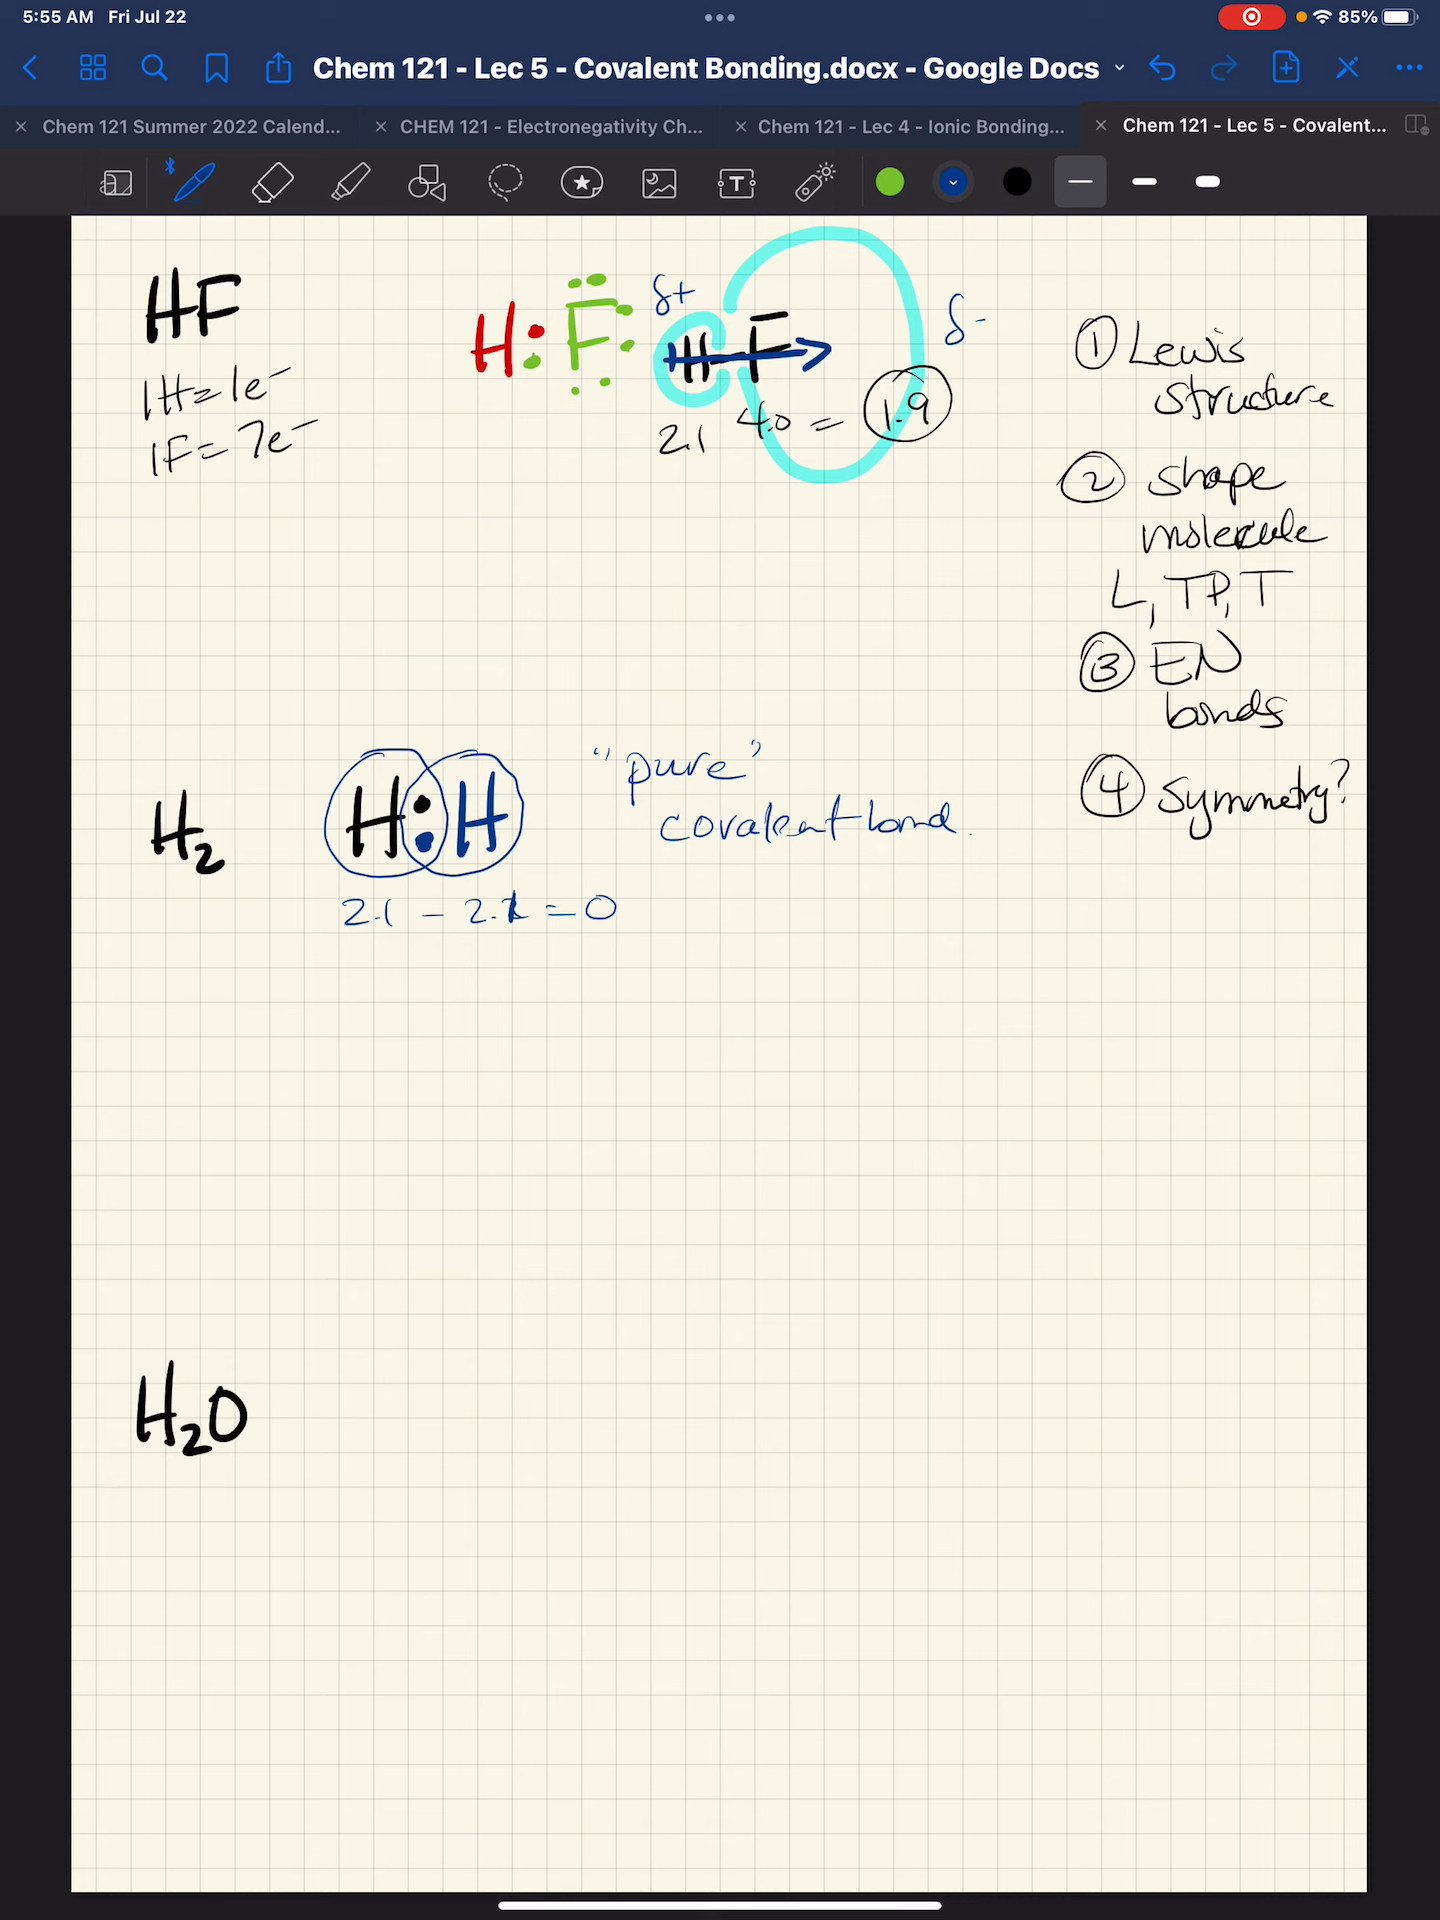 5:55 AM Fri Jul 22
85%
Chem 121 - Lec 5 - Covalent Bonding.docx - Google Docs
Chem 121 Summer 2022 Calend...
CHEM 121 - Electronegativity Ch...
Chem 121 - Lec 4 - Ionic Bonding...
Chem 121 - Lec 5 - Covalent...
T
HF
1H = 1e⁻
1F = 7e⁻
H:F
δ+
δ-
H-F
2.1 4.0 = 1.9
① Lewis
structure
② shape
molecule
L, TP, T
③ EN
bonds
④ symmetry?
H₂
H:H
"pure"
covalent bond.
2.1 - 2.1 = 0
H₂O